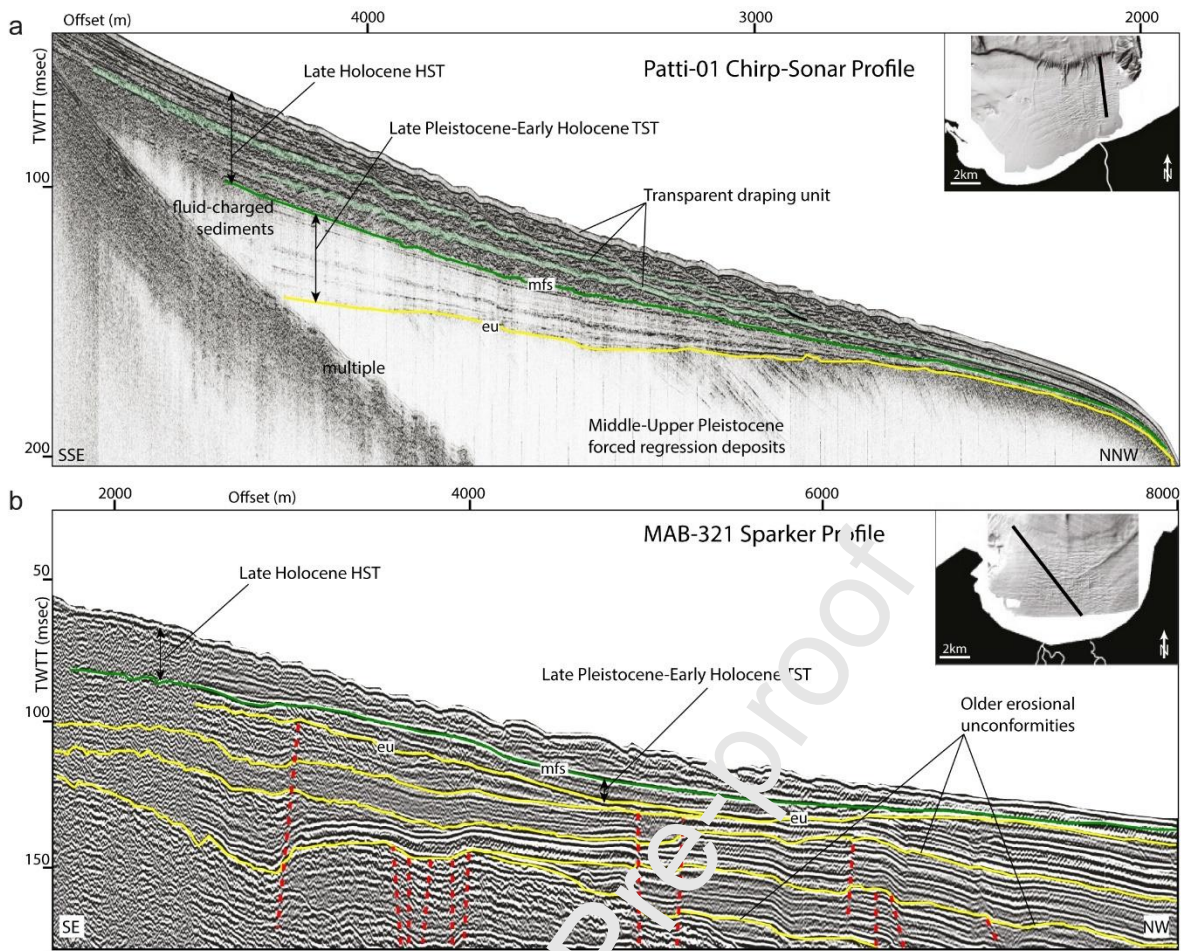 a
Offset (m)
4000
3000
2000
TWTT (msec)
100
200
Late Holocene HST
Patti-01 Chirp-Sonar Profile
Late Pleistocene-Early Holocene TST
2km
N
Transparent draping unit
fluid-charged
sediments
mfs
eu
multiple
Middle-Upper Pleistocene
forced regression deposits
SSE
NNW
b
2000
Offset (m)
4000
6000
8000
TWTT (msec)
50
100
150
MAB-321 Sparker Profile
Late Holocene HST
2km
N
Late Pleistocene-Early Holocene TST
Older erosional
unconformities
eu
mfs
eu
SE
NW
Pre-proof